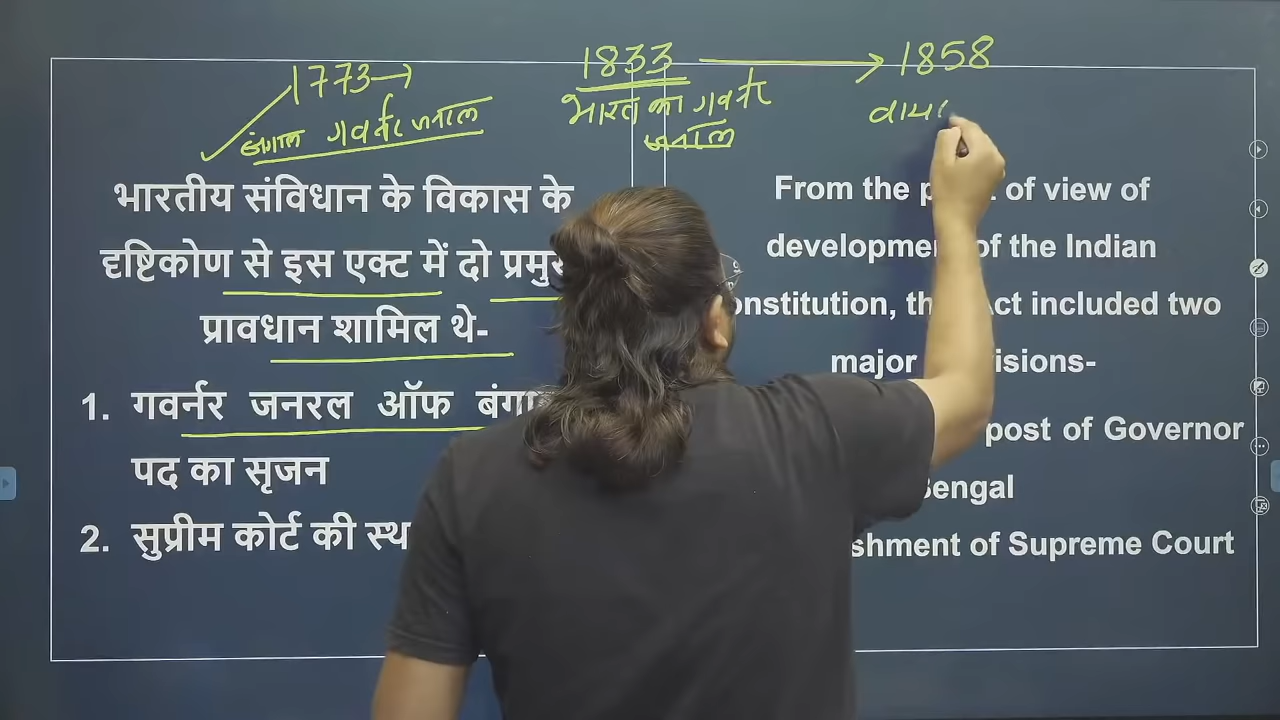 1773→
बंगाल गवर्नर जनरल
1833 → 1858
भारत का गवर्नर
जनरल
वाय
भारतीय संविधान के विकास के
दृष्टिकोण से इस एक्ट में दो प्रमु
प्रावधान शामिल थे-
1. गवर्नर जनरल ऑफ बंगा
पद का सृजन
2. सुप्रीम कोर्ट की स्थ
From the p of view of
developme of the Indian
onstitution, th ct included two
major isions-
post of Governor
Bengal
shment of Supreme Court